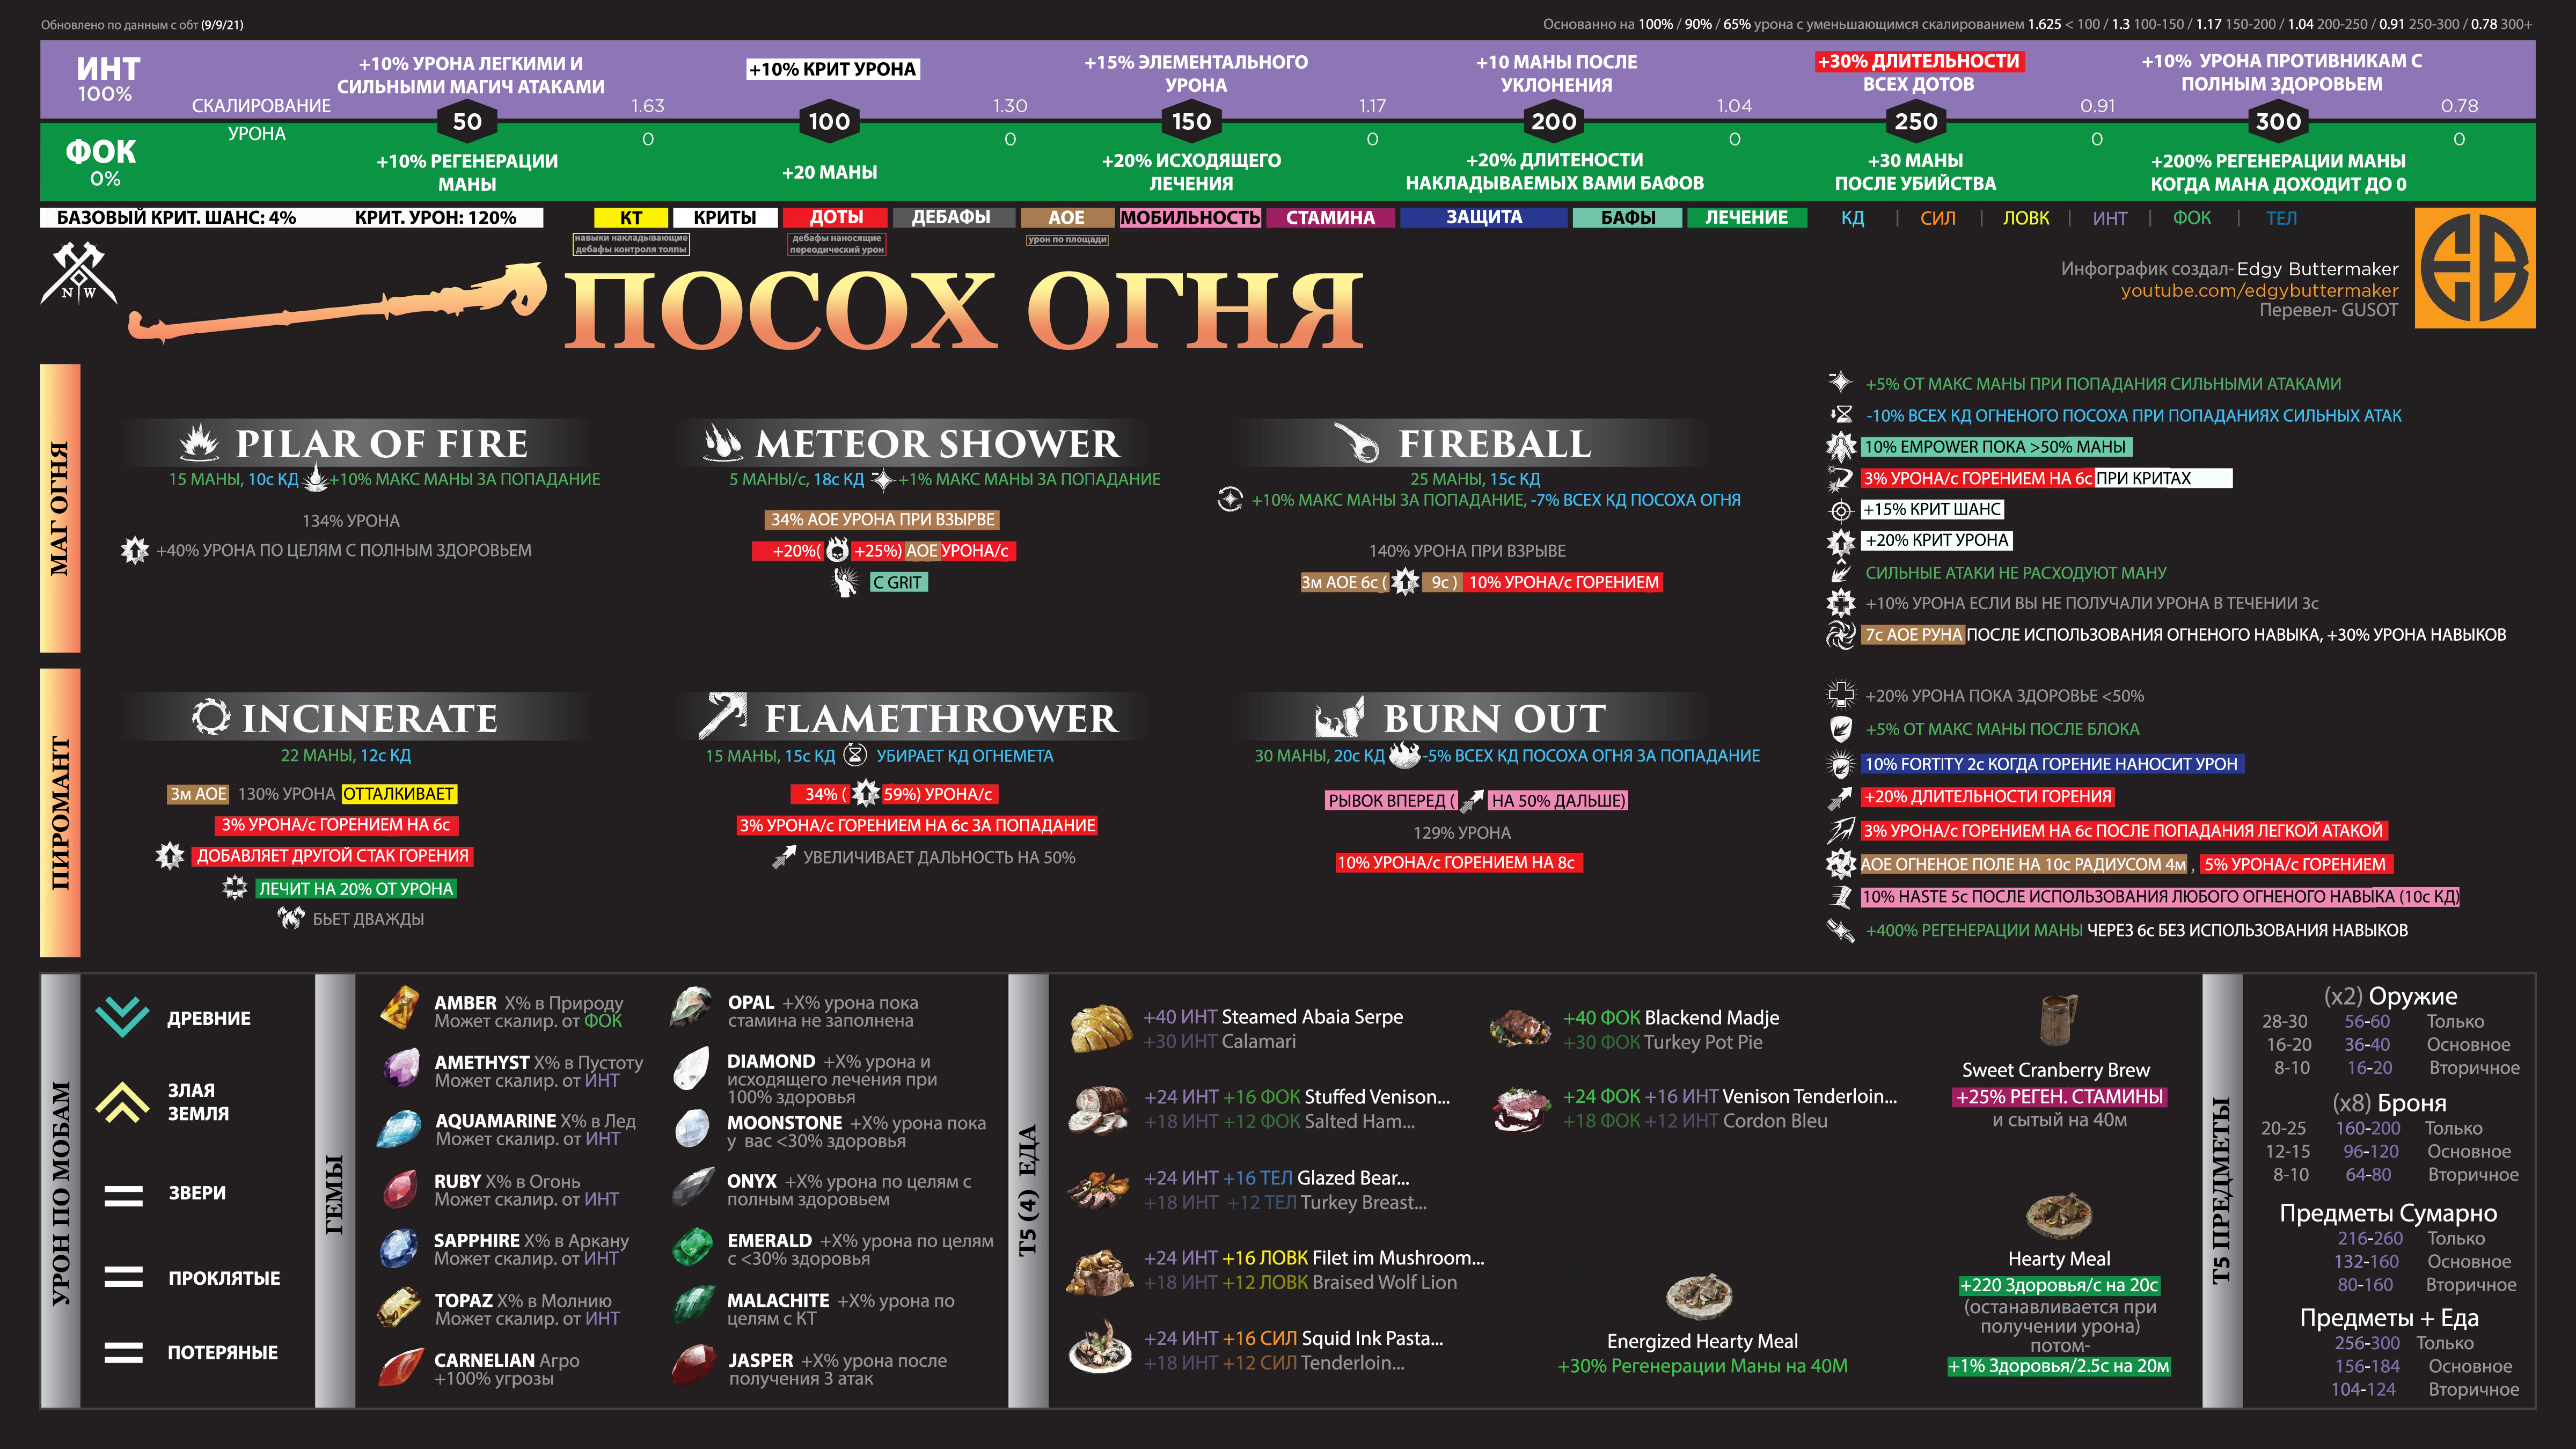 Обновлено по данным с обт (9/9/21)
Основанно на 100% / 90% / 65% урона с уменьшающимся скалированием 1.625 < 100 / 1.3 100-150 / 1.17 150-200 / 1.04 200-250 / 0.91 250-300 / 0.78 300+
ИНТ
100%
+10% УРОНА ЛЕГКИМИ И
СИЛЬНЫМИ МАГИЧ АТАКАМИ
+10% КРИТ УРОНА
+15% ЭЛЕМЕНТАЛЬНОГО
УРОНА
+10 МАНЫ ПОСЛЕ
УКЛОНЕНИЯ
+30% ДЛИТЕЛЬНОСТИ
ВСЕХ ДОТОВ
+10% УРОНА ПРОТИВНИКАМ С
ПОЛНЫМ ЗДОРОВЬЕМ
СКАЛИРОВАНИЕ
УРОНА
1.63 1.30 1.17 1.04 0.91 0.78
50 100 150 200 250 300
0 0 0 0 0 0
ФОК
0%
+10% РЕГЕНЕРАЦИИ
МАНЫ
+20 МАНЫ
+20% ИСХОДЯЩЕГО
ЛЕЧЕНИЯ
+20% ДЛИТЕНОСТИ
НАКЛАДЫВАЕМЫХ ВАМИ БАФОВ
+30 МАНЫ
ПОСЛЕ УБИЙСТВА
+200% РЕГЕНЕРАЦИИ МАНЫ
КОГДА МАНА ДОХОДИТ ДО 0
БАЗОВЫЙ КРИТ. ШАНС: 4% КРИТ. УРОН: 120%
КТ КРИТЫ ДОТЫ ДЕБАФЫ АОЕ МОБИЛЬНОСТЬ СТАМИНА ЗАЩИТА БАФЫ ЛЕЧЕНИЕ КД | СИЛ | ЛОВК | ИНТ | ФОК | ТЕЛ
навыки накладывающие
дебафы контроля толпы
дебафы наносящие
переодический урон
урон по площади
N W
ПОСОХ ОГНЯ
Инфографик создал- Edgy Buttermaker
youtube.com/edgybuttermaker
Перевел- GUSOT
МАГ ОГНЯ
PILAR OF FIRE
15 МАНЫ, 10с КД +10% МАКС МАНЫ ЗА ПОПАДАНИЕ
134% УРОНА
+40% УРОНА ПО ЦЕЛЯМ С ПОЛНЫМ ЗДОРОВЬЕМ
METEOR SHOWER
5 МАНЫ/с, 18с КД +1% МАКС МАНЫ ЗА ПОПАДАНИЕ
34% АОЕ УРОНА ПРИ ВЗЫРВЕ
+20%( +25%) АОЕ УРОНА/с
С GRIT
FIREBALL
25 МАНЫ, 15с КД
+10% МАКС МАНЫ ЗА ПОПАДАНИЕ, -7% ВСЕХ КД ПОСОХА ОГНЯ
140% УРОНА ПРИ ВЗРЫВЕ
3м АОЕ 6с ( 9с ) 10% УРОНА/с ГОРЕНИЕМ
+5% ОТ МАКС МАНЫ ПРИ ПОПАДАНИЯ СИЛЬНЫМИ АТАКАМИ
-10% ВСЕХ КД ОГНЕНОГО ПОСОХА ПРИ ПОПАДАНИЯХ СИЛЬНЫХ АТАК
10% EMPOWER ПОКА >50% МАНЫ
3% УРОНА/с ГОРЕНИЕМ НА 6с ПРИ КРИТАХ
+15% КРИТ ШАНС
+20% КРИТ УРОНА
СИЛЬНЫЕ АТАКИ НЕ РАСХОДУЮТ МАНУ
+10% УРОНА ЕСЛИ ВЫ НЕ ПОЛУЧАЛИ УРОНА В ТЕЧЕНИИ 3с
7с АОЕ РУНА ПОСЛЕ ИСПОЛЬЗОВАНИЯ ОГНЕНОГО НАВЫКА, +30% УРОНА НАВЫКОВ
ПИРОМАНТ
INCINERATE
22 МАНЫ, 12с КД
3м АОЕ 130% УРОНА ОТТАЛКИВАЕТ
3% УРОНА/с ГОРЕНИЕМ НА 6с
ДОБАВЛЯЕТ ДРУГОЙ СТАК ГОРЕНИЯ
ЛЕЧИТ НА 20% ОТ УРОНА
БЬЕТ ДВАЖДЫ
FLAMETHROWER
15 МАНЫ, 15с КД УБИРАЕТ КД ОГНЕМЕТА
34% ( 59%) УРОНА/с
3% УРОНА/с ГОРЕНИЕМ НА 6с ЗА ПОПАДАНИЕ
УВЕЛИЧИВАЕТ ДАЛЬНОСТЬ НА 50%
BURN OUT
30 МАНЫ, 20с КД -5% ВСЕХ КД ПОСОХА ОГНЯ ЗА ПОПАДАНИЕ
РЫВОК ВПЕРЕД ( НА 50% ДАЛЬШЕ)
129% УРОНА
10% УРОНА/с ГОРЕНИЕМ НА 8с
+20% УРОНА ПОКА ЗДОРОВЬЕ <50%
+5% ОТ МАКС МАНЫ ПОСЛЕ БЛОКА
10% FORTITY 2с КОГДА ГОРЕНИЕ НАНОСИТ УРОН
+20% ДЛИТЕЛЬНОСТИ ГОРЕНИЯ
3% УРОНА/с ГОРЕНИЕМ НА 6с ПОСЛЕ ПОПАДАНИЯ ЛЕГКОЙ АТАКОЙ
АОЕ ОГНЕНОЕ ПОЛЕ НА 10с РАДИУСОМ 4м , 5% УРОНА/с ГОРЕНИЕМ
10% HASTE 5с ПОСЛЕ ИСПОЛЬЗОВАНИЯ ЛЮБОГО ОГНЕНОГО НАВЫКА (10с КД)
+400% РЕГЕНЕРАЦИИ МАНЫ ЧЕРЕЗ 6с БЕЗ ИСПОЛЬЗОВАНИЯ НАВЫКОВ
УРОН ПО МОБАМ
ДРЕВНИЕ
ЗЛАЯ
ЗЕМЛЯ
ЗВЕРИ
ПРОКЛЯТЫЕ
ПОТЕРЯНЫЕ
ГЕМЫ
AMBER X% в Природу
Может скалир. от ФОК
AMETHYST X% в Пустоту
Может скалир. от ИНТ
AQUAMARINE X% в Лед
Может скалир. от ИНТ
RUBY X% в Огонь
Может скалир. от ИНТ
SAPPHIRE X% в Аркану
Может скалир. от ИНТ
TOPAZ X% в Молнию
Может скалир. от ИНТ
CARNELIAN Агро
+100% угрозы
OPAL +X% урона пока
стамина не заполнена
DIAMOND +X% урона и
исходящего лечения при
100% здоровья
MOONSTONE +X% урона пока
у вас <30% здоровья
ONYX +X% урона по целям с
полным здоровьем
EMERALD +X% урона по целям
с <30% здоровья
MALACHITE +X% урона по
целям с КТ
JASPER +X% урона после
получения 3 атак
Т5 (4) ЕДА
+40 ИНТ Steamed Abaia Serpe
+30 ИНТ Calamari
+24 ИНТ +16 ФОК Stuffed Venison...
+18 ИНТ +12 ФОК Salted Ham...
+24 ИНТ +16 ТЕЛ Glazed Bear...
+18 ИНТ +12 ТЕЛ Turkey Breast...
+24 ИНТ +16 ЛОВК Filet im Mushroom...
+18 ИНТ +12 ЛОВК Braised Wolf Lion
+24 ИНТ +16 СИЛ Squid Ink Pasta...
+18 ИНТ +12 СИЛ Tenderloin...
+40 ФОК Blackend Madje
+30 ФОК Turkey Pot Pie
+24 ФОК +16 ИНТ Venison Tenderloin...
+18 ФОК +12 ИНТ Cordon Bleu
Energized Hearty Meal
+30% Регенерации Маны на 40М
Sweet Cranberry Brew
+25% РЕГЕН. СТАМИНЫ
и сытый на 40м
Hearty Meal
+220 Здоровья/с на 20с
(останавливается при
получении урона)
потом-
+1% Здоровья/2.5с на 20м
Т5 ПРЕДМЕТЫ
(x2) Оружие
28-30 56-60 Только
16-20 36-40 Основное
8-10 16-20 Вторичное
(x8) Броня
20-25 160-200 Только
12-15 96-120 Основное
8-10 64-80 Вторичное
Предметы Сумарно
216-260 Только
132-160 Основное
80-160 Вторичное
Предметы + Еда
256-300 Только
156-184 Основное
104-124 Вторичное